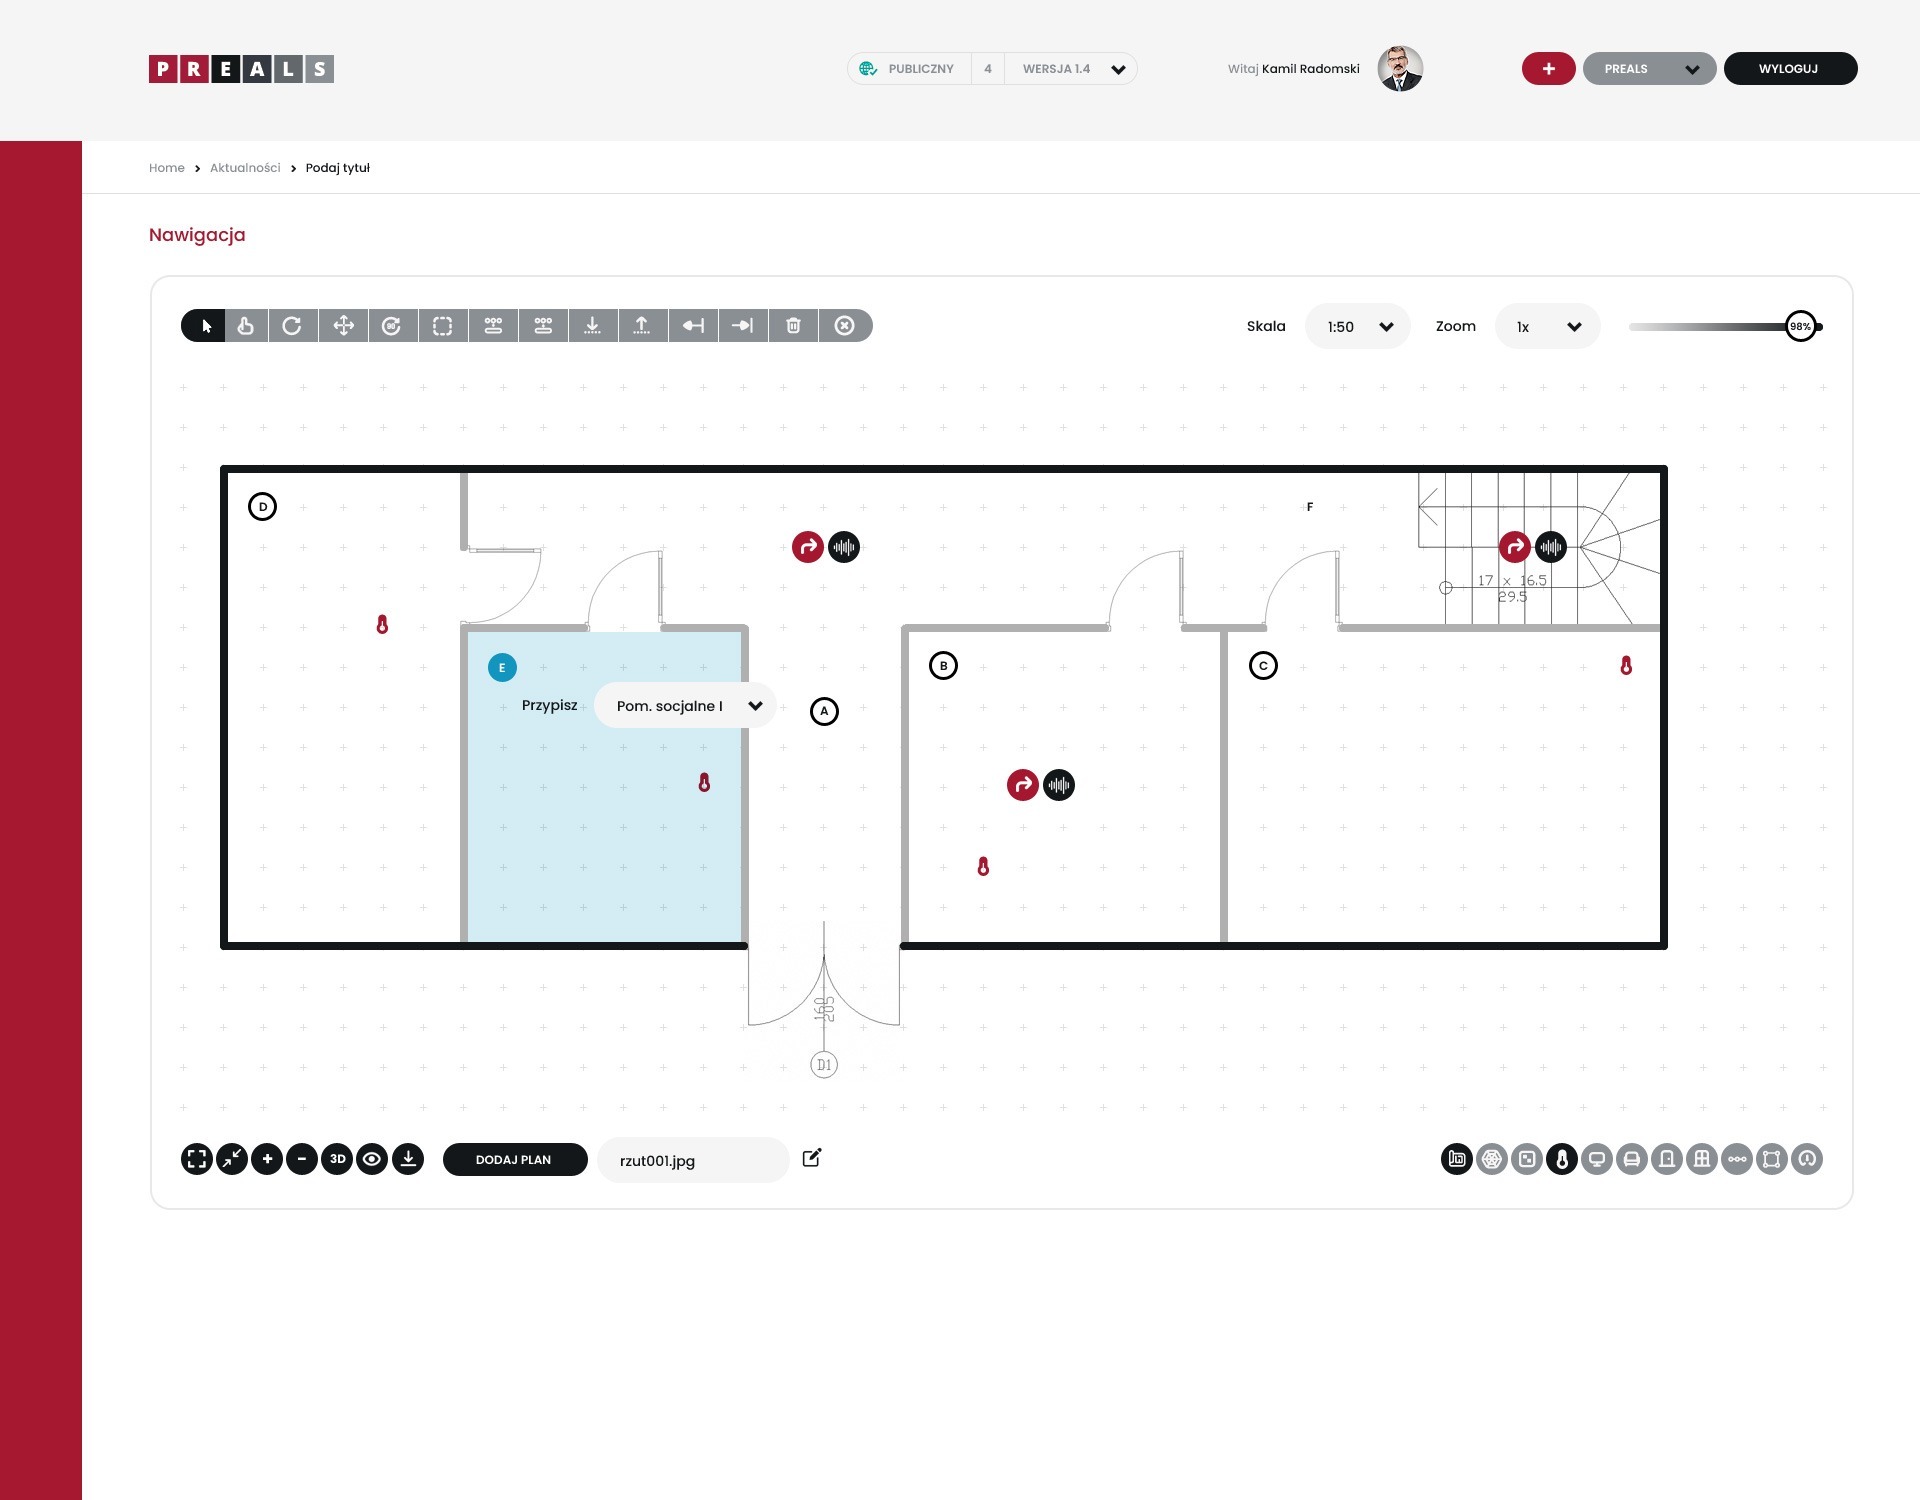 PREALS
PUBLICZNY 4 WERSJA 1.4
Witaj Kamil Radomski
+ PREALS WYLOGUJ
Home > Aktualności > Podaj tytuł
Nawigacja
90
Skala 1:50 Zoom 1x 98%
D
F
17 x 16.5
29.5
E
B
C
Przypisz Pom. socjalne I
A
160
205
D1
3D DODAJ PLAN rzut001.jpg